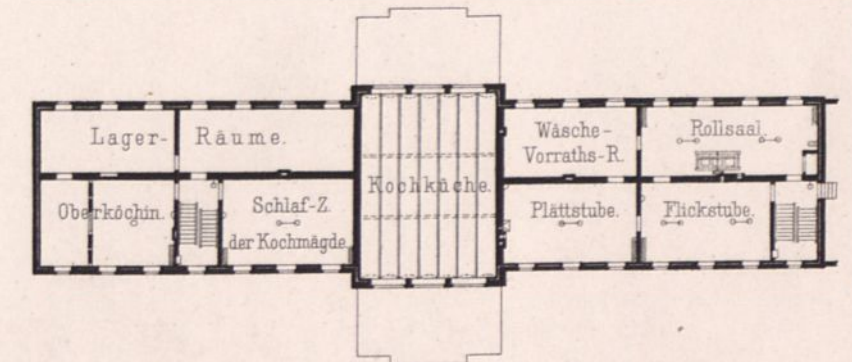 Lager- Räume.
Oberköchin.
Schlaf-Z.
der Kochmägde.
Kochküche.
Wäsche-
Vorraths-R.
Rollsaal.
Plättstube.
Flickstube.